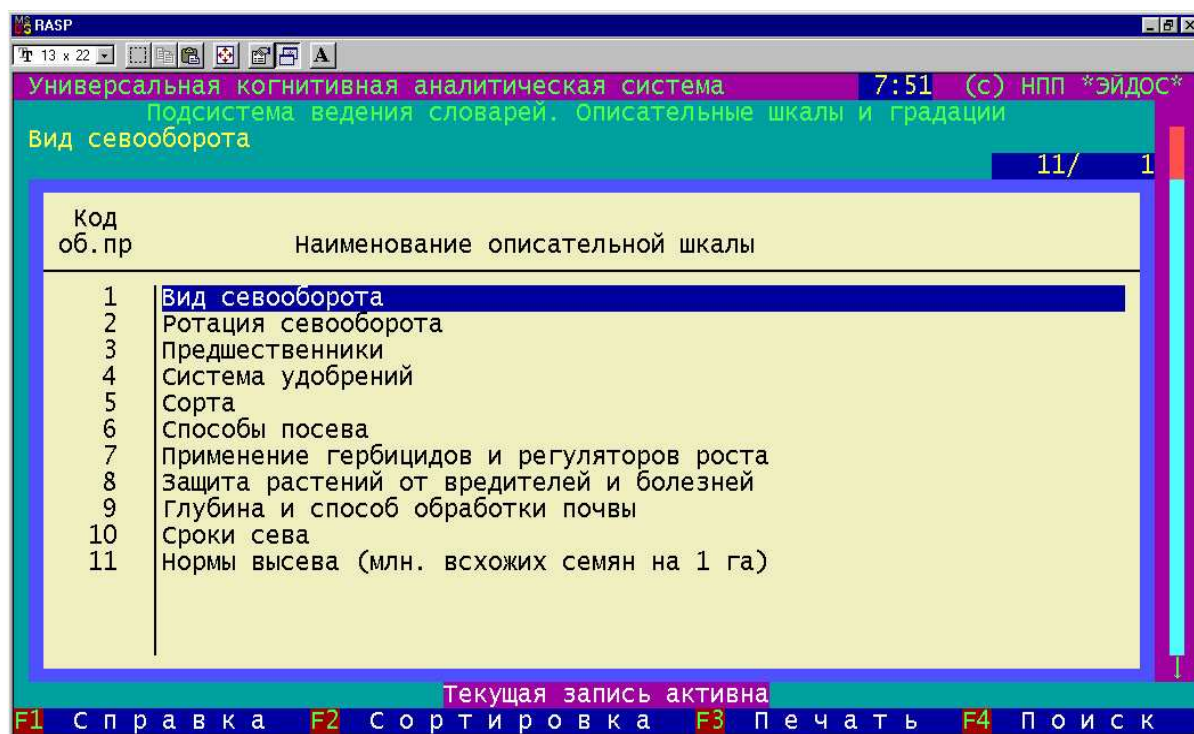 RASP
13 x 22 A
Универсальная когнитивная аналитическая система 7:51 (с) НПП *ЭЙДОС*
Подсистема ведения словарей. Описательные шкалы и градации
Вид севооборота
11/ 1
Код
об.пр Наименование описательной шкалы
1 Вид севооборота
2 Ротация севооборота
3 Предшественники
4 Система удобрений
5 Сорта
6 Способы посева
7 Применение гербицидов и регуляторов роста
8 Защита растений от вредителей и болезней
9 Глубина и способ обработки почвы
10 Сроки сева
11 Нормы высева (млн. всхожих семян на 1 га)
Текущая запись активна
F1 Справка F2 Сортировка F3 Печать F4 Поиск